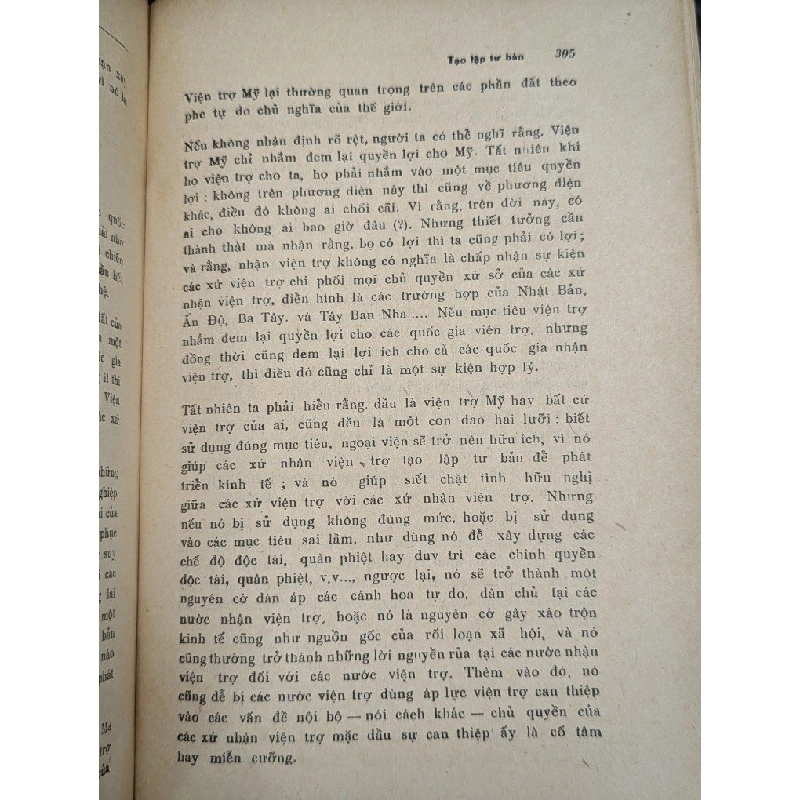 Tạo lập tư bản 395
Viện trợ Mỹ lại thường quan trọng trên các phần đất theo
phe tự do chủ nghĩa của thế giới.
Nếu không nhận định rõ rệt, người ta có thể nghĩ rằng, Viện
trợ Mỹ chỉ nhắm đem lại quyền lợi cho Mỹ. Tất nhiên khi
họ viện trợ cho ta, họ phải nhắm vào một mục tiêu quyền
lợi : không trên phương diện này thì cũng về phương diện
khác, điều đó không ai chối cãi. Vì rằng, trên đời này, có
ai cho không ai bao giờ đâu (?). Nhưng thiết tưởng cần
thành thật mà nhận rằng, họ có lợi thì ta cũng phải có lợi ;
và rằng, nhận viện trợ không có nghĩa là chấp nhận sự kiện
các xứ viện trợ chi phối mọi chủ quyền xứ sở của các xứ
nhận viện trợ, điển hình là các trường hợp của Nhật Bản,
Ấn Độ, Ba Tây, và Tây Ban Nha .... Nếu mục tiêu viện trợ
nhắm đem lại quyền lợi cho các quốc gia viện trợ, nhưng
đồng thời cũng đem lại lợi ích cho cả các quốc gia nhận
viện trợ, thì điều đó cũng chỉ là một sự kiện hợp lý.
Tất nhiên ta phải hiểu rằng, dầu là viện trợ Mỹ hay bất cứ
viện trợ của ai, cũng đều là một con dao hai lưỡi : biết
sử dụng đúng mục tiêu, ngoại viện sẽ trở nên hữu ích, vì nó
giúp các xứ nhận viện trợ tạo lập tư bản để phát
triển kinh tế ; và nó giúp siết chặt tình hữu nghị
giữa các xứ viện trợ với các xứ nhận viện trợ. Nhưng
nếu nó bị sử dụng không đúng mức, hoặc bị sử dụng
vào các mục tiêu sai lầm, như dùng nó để xây dựng các
chế độ độc tài, quân phiệt hay duy trì các chính quyền
độc tài, quân phiệt, v.v..., ngược lại, nó sẽ trở thành một
nguyên cớ đàn áp các cánh hoa tự do, dân chủ tại các
nước nhận viện trợ, hoặc nó là nguyên cớ gây xáo trộn
kinh tế cũng như nguồn gốc của rối loạn xã hội, và nó
cũng thường trở thành những lời nguyền rủa tại các nước nhận
viện trợ đối với các nước viện trợ. Thêm vào đó, nó
cũng dễ bị các nước viện trợ dùng áp lực viện trợ can thiệp
vào các vấn đề nội bộ — nói cách khác — chủ quyền của
các xứ nhận viện trợ mặc dầu sự can thiệp ấy là cố tâm
hay miễn cưỡng.